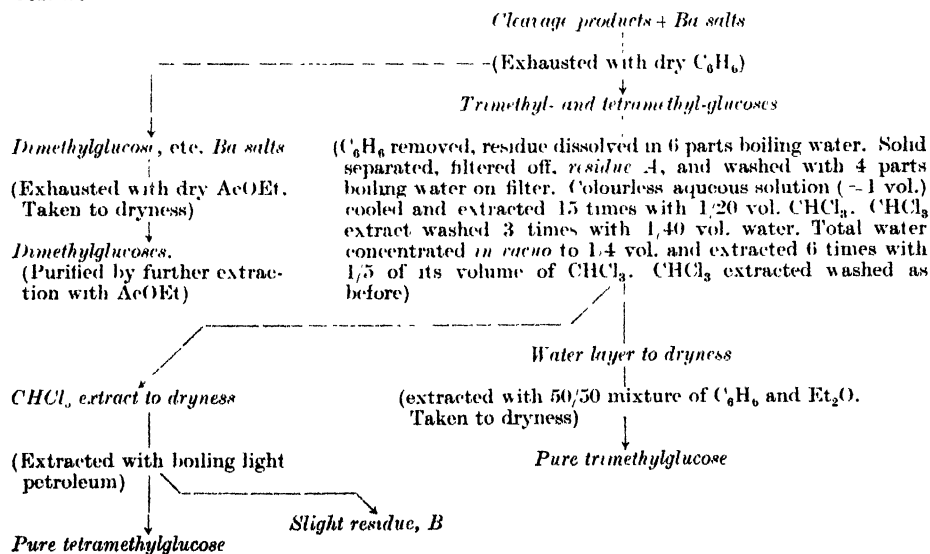 Cleavage products + Ba salts
(Exhausted with dry C₆H₆)
Trimethyl- and tetramethyl-glucoses
Dimethylglucose, etc. Ba salts
(Exhausted with dry AcOEt.
Taken to dryness)
Dimethylglucoses.
(Purified by further extrac-
tion with AcOEt)
(C₆H₆ removed, residue dissolved in 6 parts boiling water. Solid
separated, filtered off, residue A, and washed with 4 parts
boiling water on filter. Colourless aqueous solution (= 1 vol.)
cooled and extracted 15 times with 1/20 vol. CHCl₃. CHCl₃
extract washed 3 times with 1/40 vol. water. Total water
concentrated in vacuo to 1/4 vol. and extracted 6 times with
1/5 of its volume of CHCl₃. CHCl₃ extracted washed as
before)
Water layer to dryness
(extracted with 50/50 mixture of C₆H₆ and Et₂O.
Taken to dryness)
Pure trimethylglucose
CHCl₃ extract to dryness
(Extracted with boiling light
petroleum)
Slight residue, B
Pure tetramethylglucose